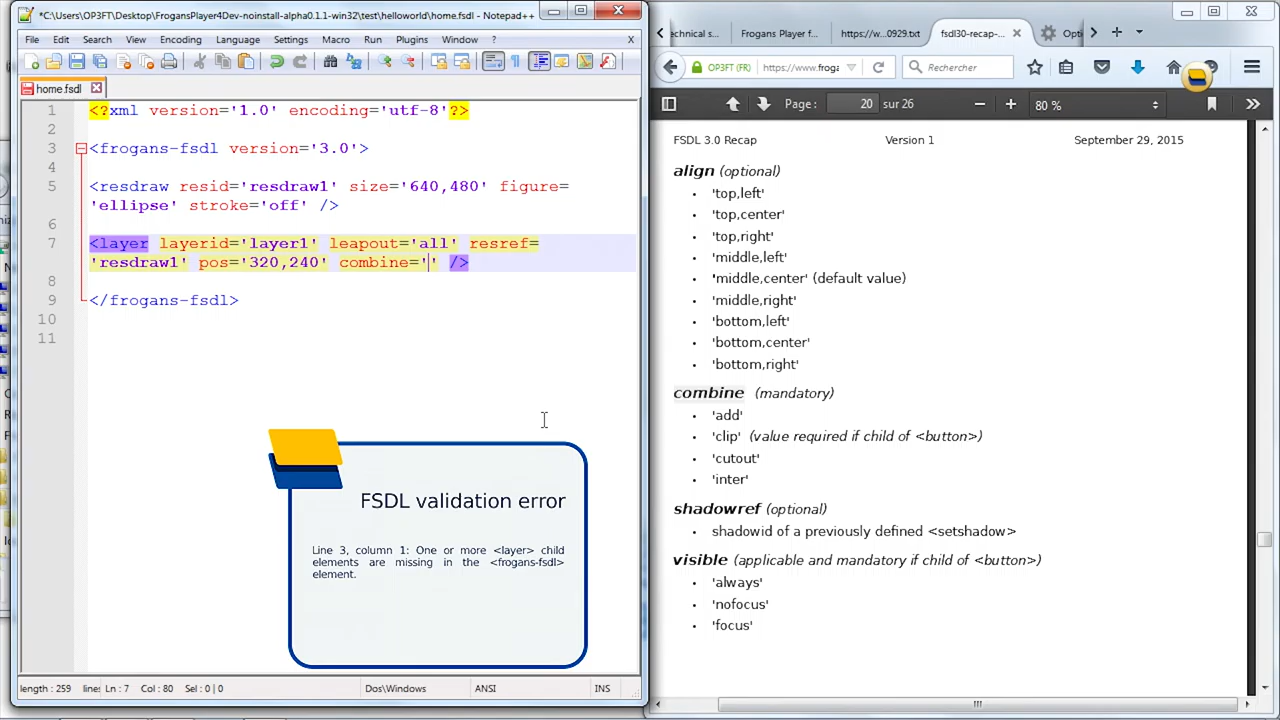 *C:\Users\OP3FT\Desktop\FrogansPlayer4Dev-noinstall-alpha0.1.1-win32\test\helloworld\home.fsdl - Notepad++
File Edit Search View Encoding Language Settings Macro Run Plugins Window ? X
home.fsdl
1 <?xml version='1.0' encoding='utf-8'?>
2
3 <frogans-fsdl version='3.0'>
4
5 <resdraw resid='resdraw1' size='640,480' figure=
'ellipse' stroke='off' />
6
7 <layer layerid='layer1' leapout='all' resref=
'resdraw1' pos='320,240' combine='' />
8
9 </frogans-fsdl>
10
11
FSDL validation error
Line 3, column 1: One or more <layer> child
elements are missing in the <frogans-fsdl>
element.
length : 259 lines Ln : 7 Col : 80 Sel : 0 | 0 Dos\Windows ANSI INS
technical s... Frogans Player f... https://w...0929.txt fsdl30-recap-...
OP3FT (FR) https://www.froga Rechercher
Page : 20 sur 26 80 %
FSDL 3.0 Recap Version 1 September 29, 2015
align (optional)
• 'top,left'
• 'top,center'
• 'top,right'
• 'middle,left'
• 'middle,center' (default value)
• 'middle,right'
• 'bottom,left'
• 'bottom,center'
• 'bottom,right'
combine (mandatory)
• 'add'
• 'clip' (value required if child of <button>)
• 'cutout'
• 'inter'
shadowref (optional)
• shadowid of a previously defined <setshadow>
visible (applicable and mandatory if child of <button>)
• 'always'
• 'nofocus'
• 'focus'